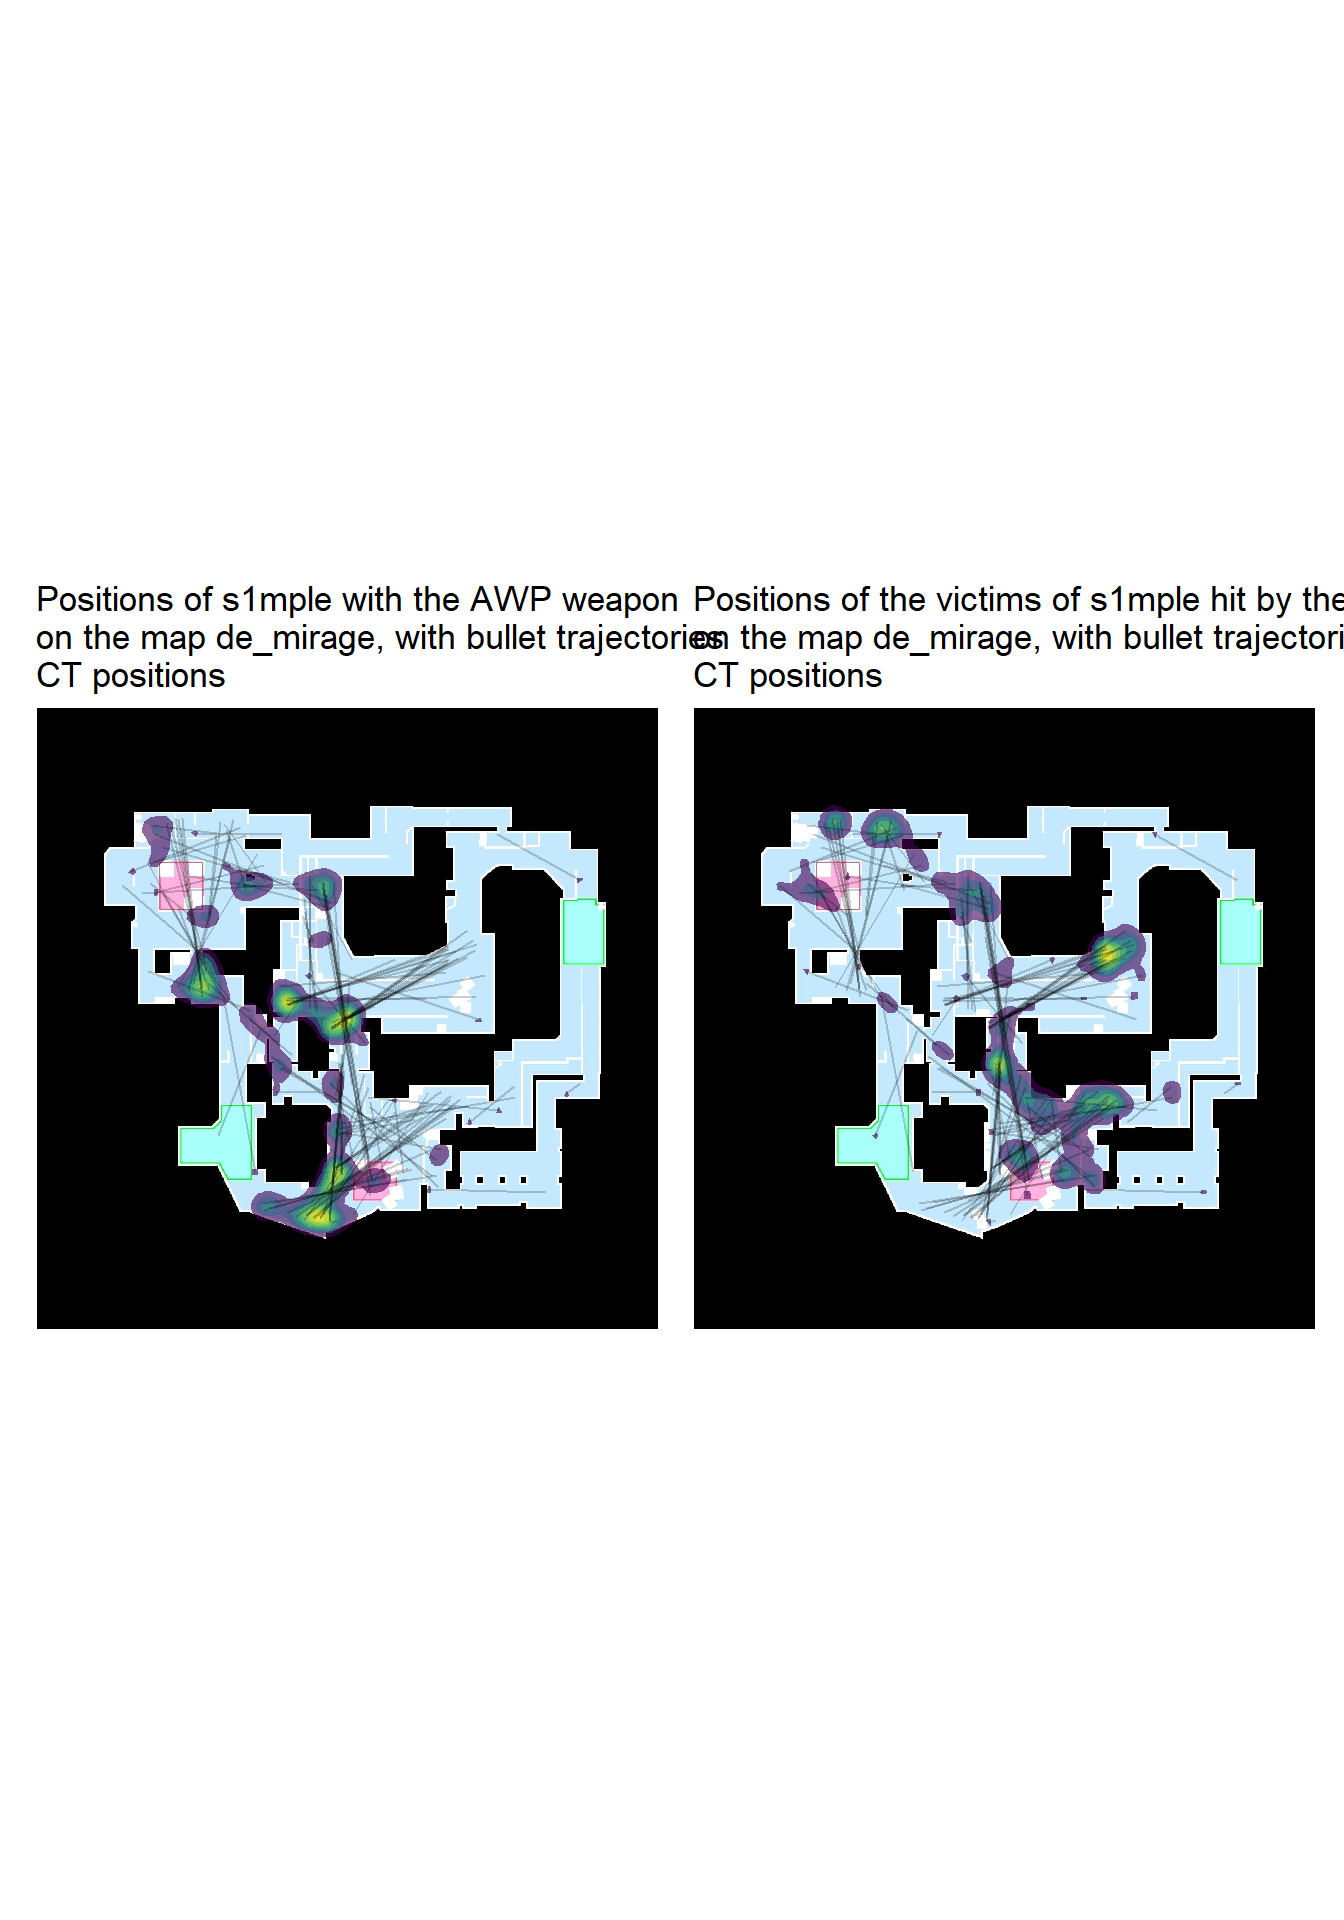 Positions of s1mple with the AWP weapon
on the map de_mirage, with bullet trajectories
CT positions
Positions of the victims of s1mple hit by the
on the map de_mirage, with bullet trajectori
CT positions